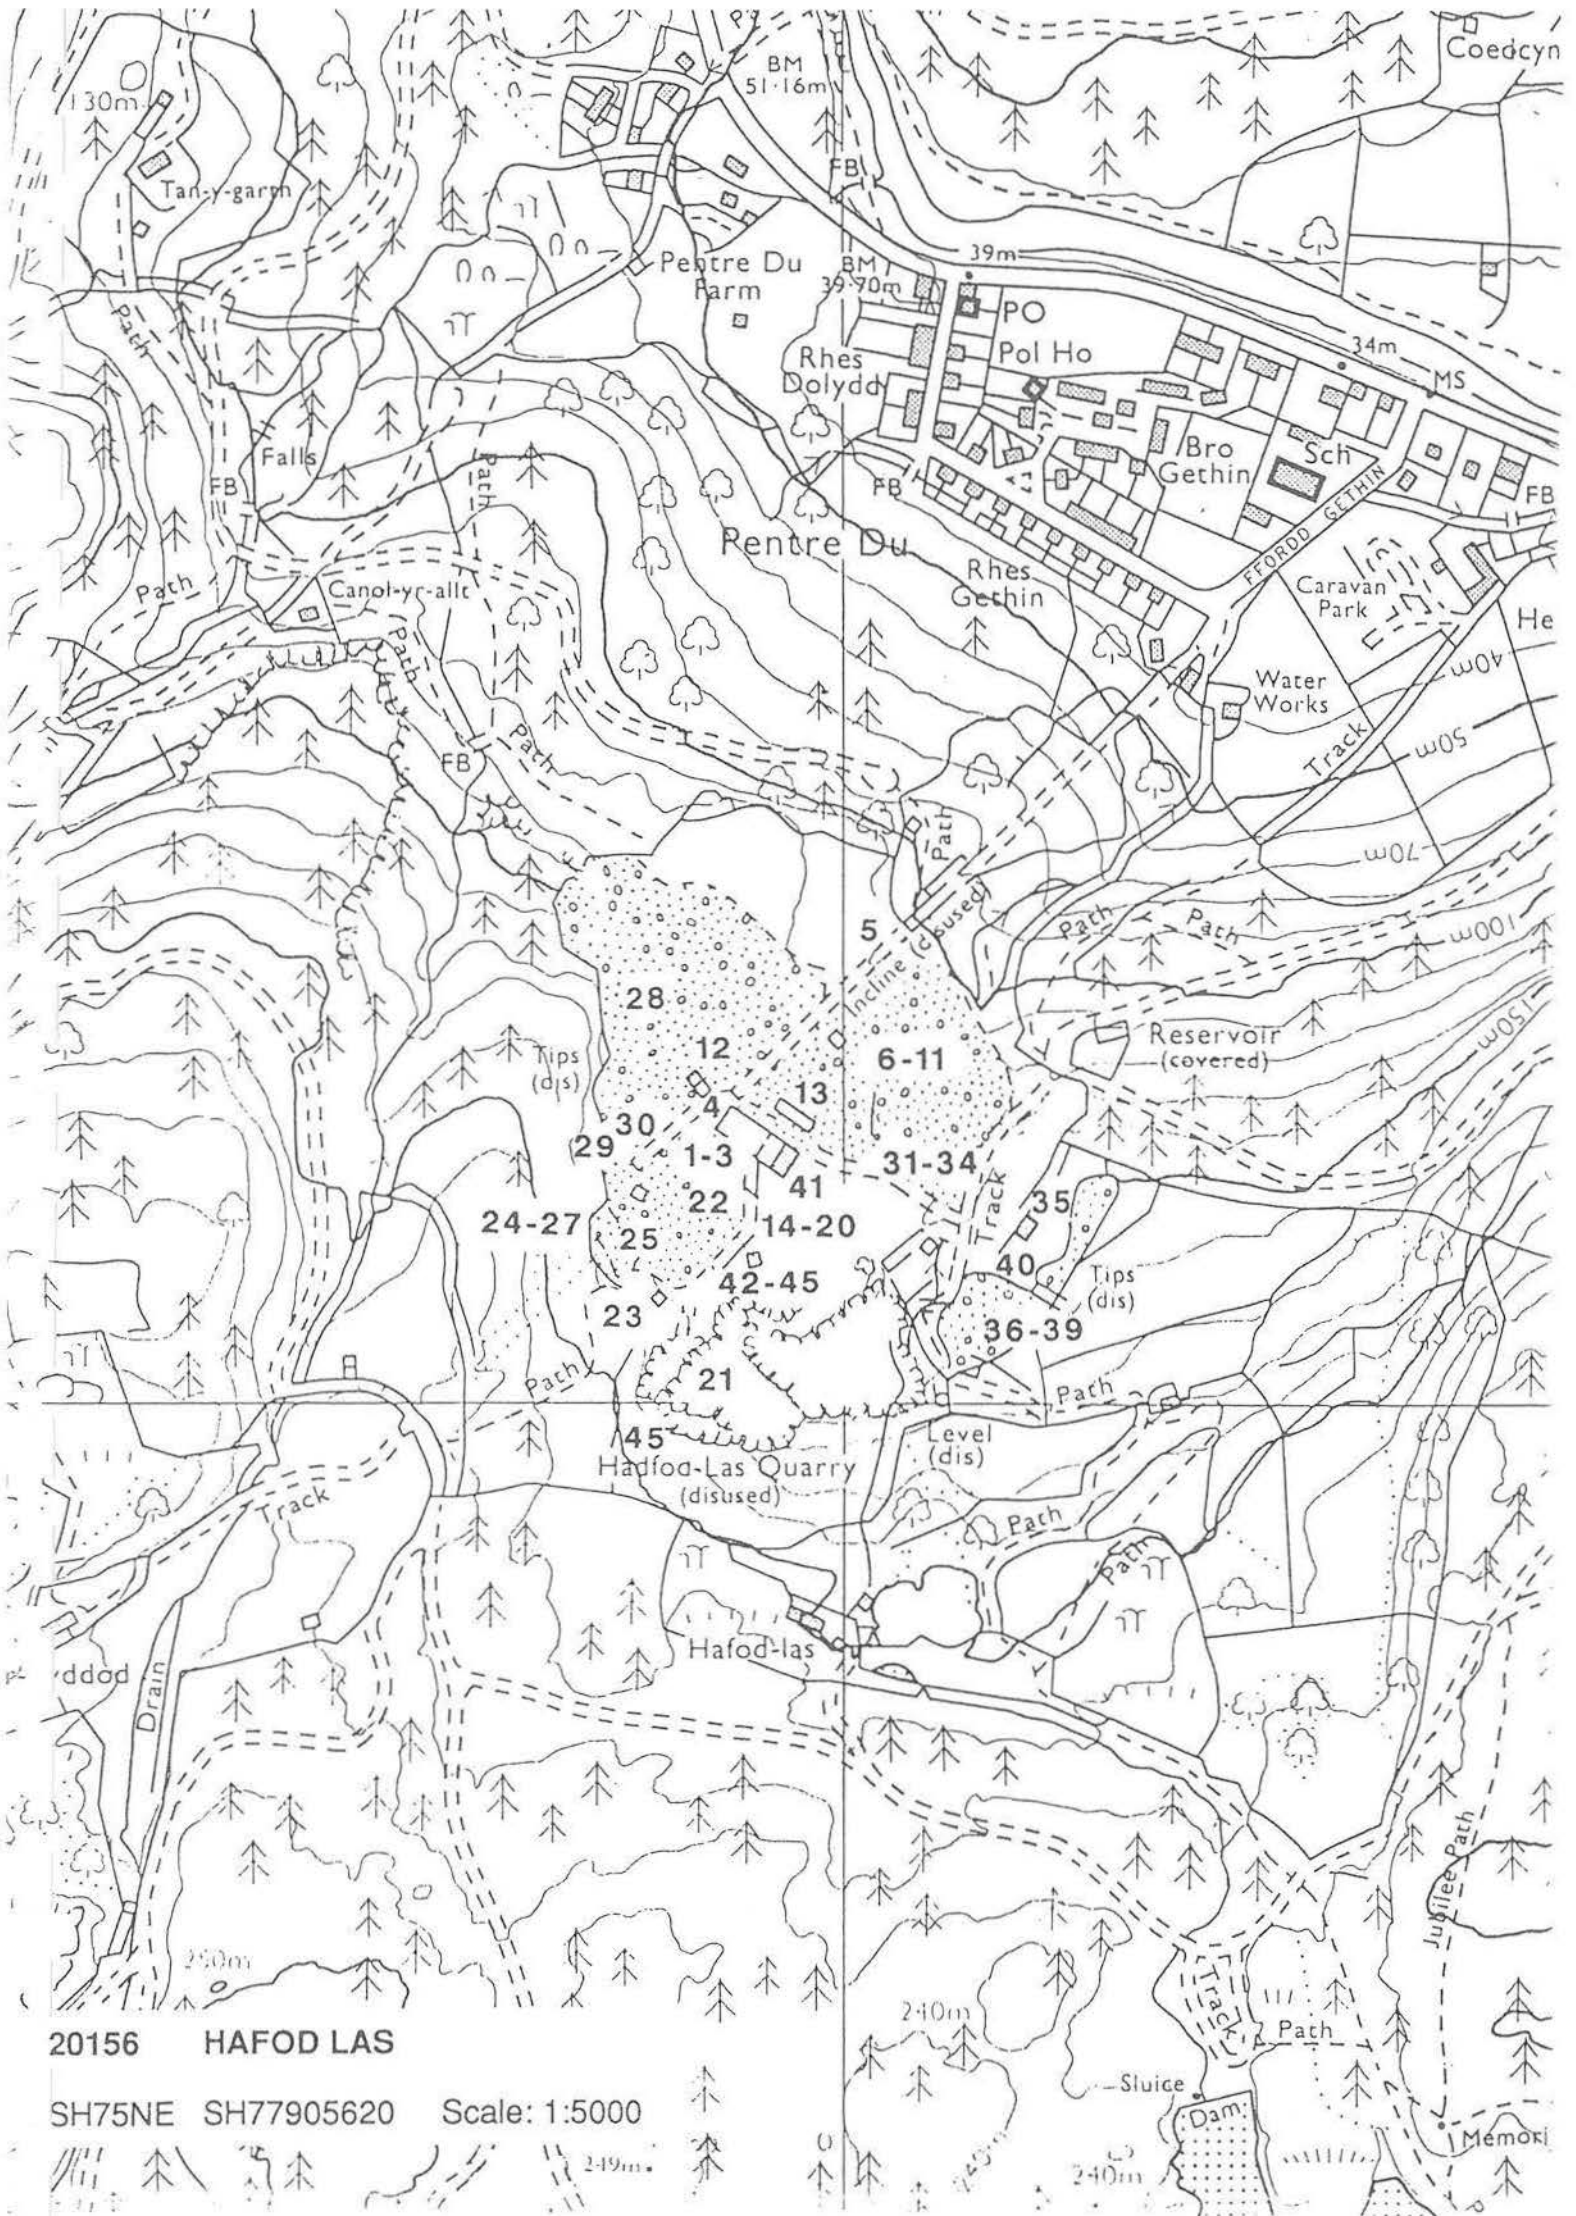 Coedcyn
BM
51·16m
130m
Tan-y-garth
FB
39m
Pentre Du
Farm
BM
39·70m
PO
Path
Pol Ho
34m
MS
Rhes
Dolydd
Bro
Gethin
Sch
Falls
Path
FB
FB
FB
FFORDD GETHIN
Pentre Du
Rhes
Gethin
Caravan
Park
He
Path
Canol-yr-allt
Path
40m
Water
Works
50m
Track
FB
Path
Path
70m
Path
Path
100m
5
Incline (disused)
28
150m
Reservoir
(covered)
Tips
(dis)
12
6-11
13
4
30
29
1-3
31-34
41
Track
35
22
24-27
14-20
25
40
Tips
(dis)
42-45
23
36-39
21
Path
Path
45
Level
(dis)
Hadfod-Las Quarry
(disused)
Track
Path
Path
Hafod-las
ddod
Drain
Jubilee Path
250m
240m
Track
Path
20156 HAFOD LAS
SH75NE SH77905620 Scale: 1:5000
Sluice
Dam
Memori
249m
240m
240m